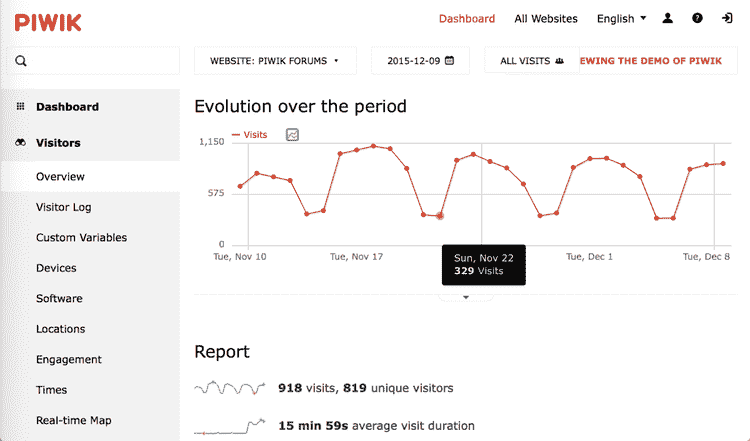 PIWIK
Dashboard All Websites English
WEBSITE: PIWIK FORUMS 2015-12-09 ALL VISITS EWING THE DEMO OF PIWIK
Dashboard
Visitors
Overview
Visitor Log
Custom Variables
Devices
Software
Locations
Engagement
Times
Real-time Map
Evolution over the period
Visits
1,150
575
0
Tue, Nov 10 Tue, Nov 17 Tue, Dec 1 Tue, Dec 8
Sun, Nov 22
329 Visits
Report
918 visits, 819 unique visitors
15 min 59s average visit duration